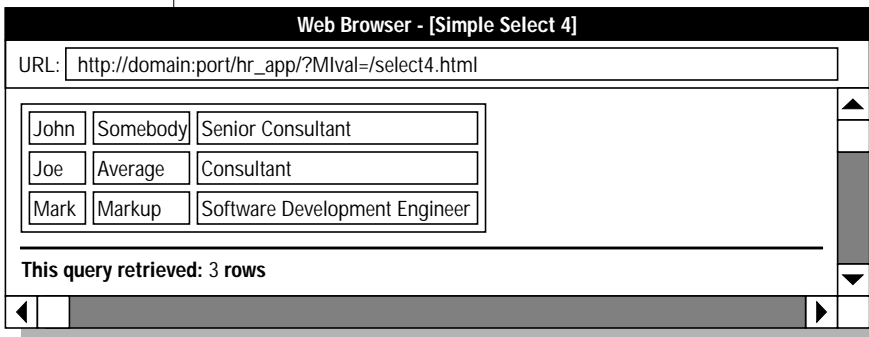 Web Browser - [Simple Select 4]
URL: http://domain:port/hr_app/?MIval=/select4.html
John Somebody Senior Consultant
Joe Average Consultant
Mark Markup Software Development Engineer
This query retrieved: 3 rows